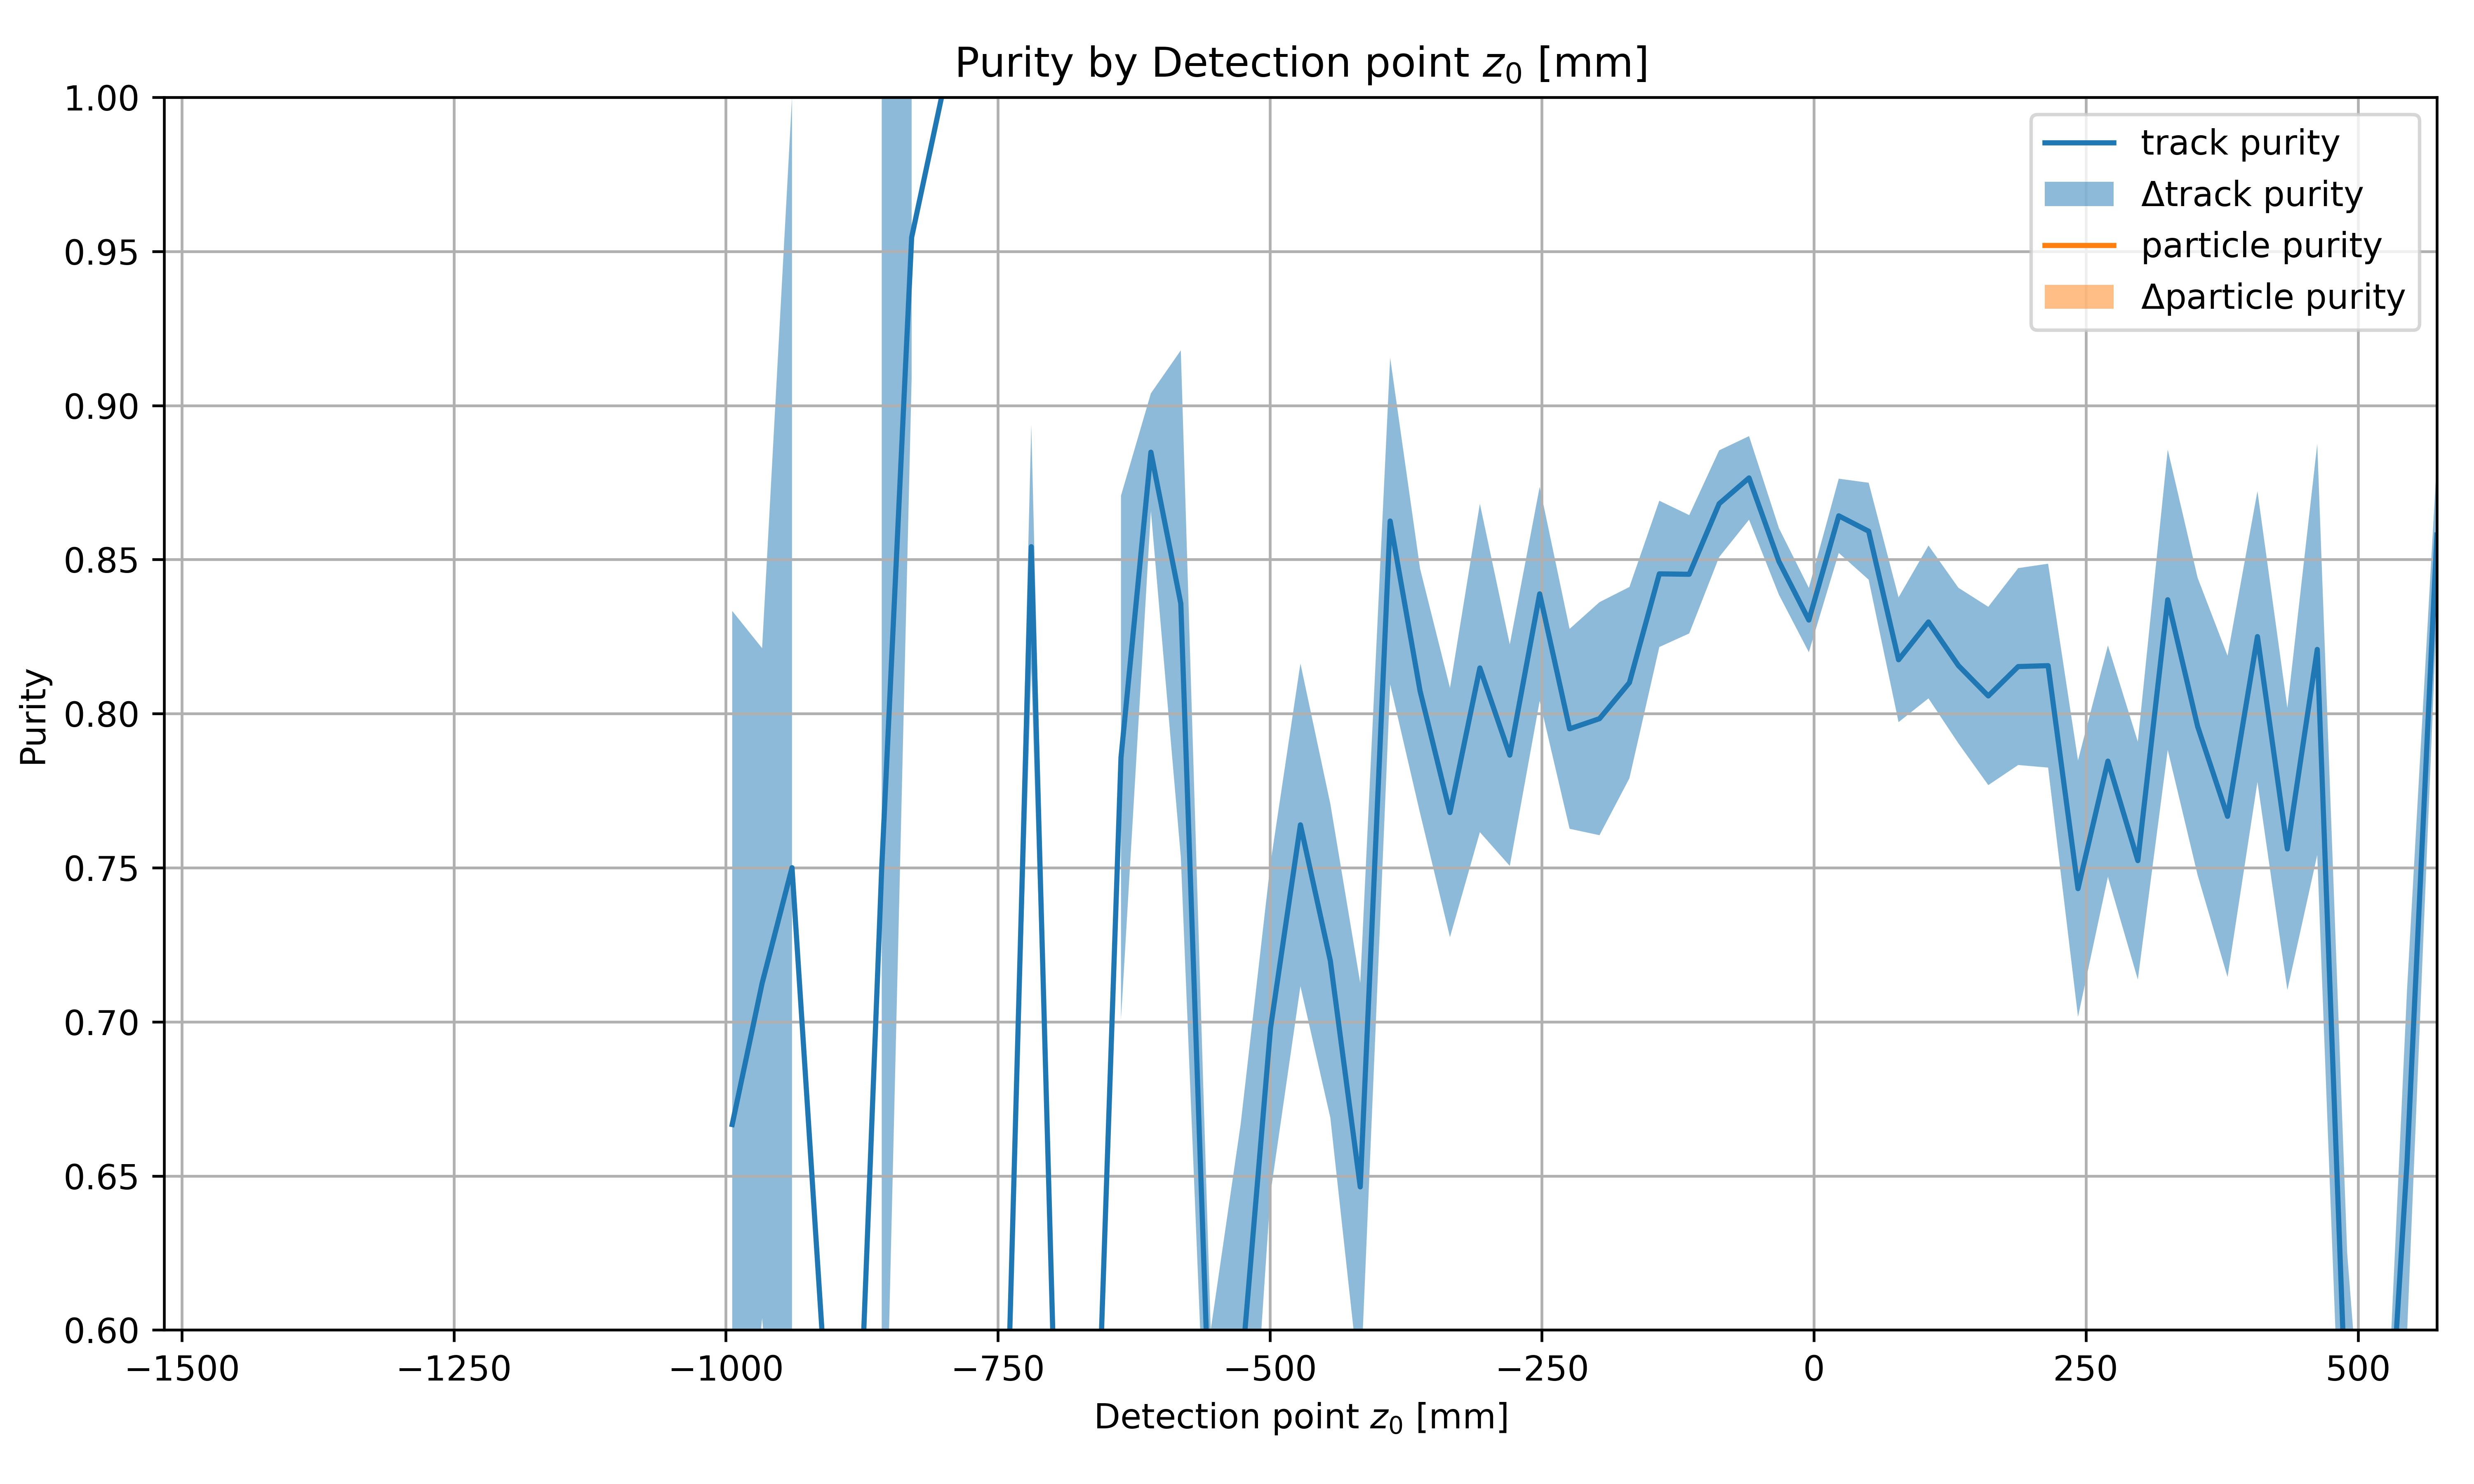 Purity by Detection point z₀ [mm]
1.00
0.95
0.90
0.85
0.80
0.75
0.70
0.65
0.60
Purity
track purity
Δtrack purity
particle purity
Δparticle purity
−1500 −1250 −1000 −750 −500 −250 0 250 500
Detection point z₀ [mm]